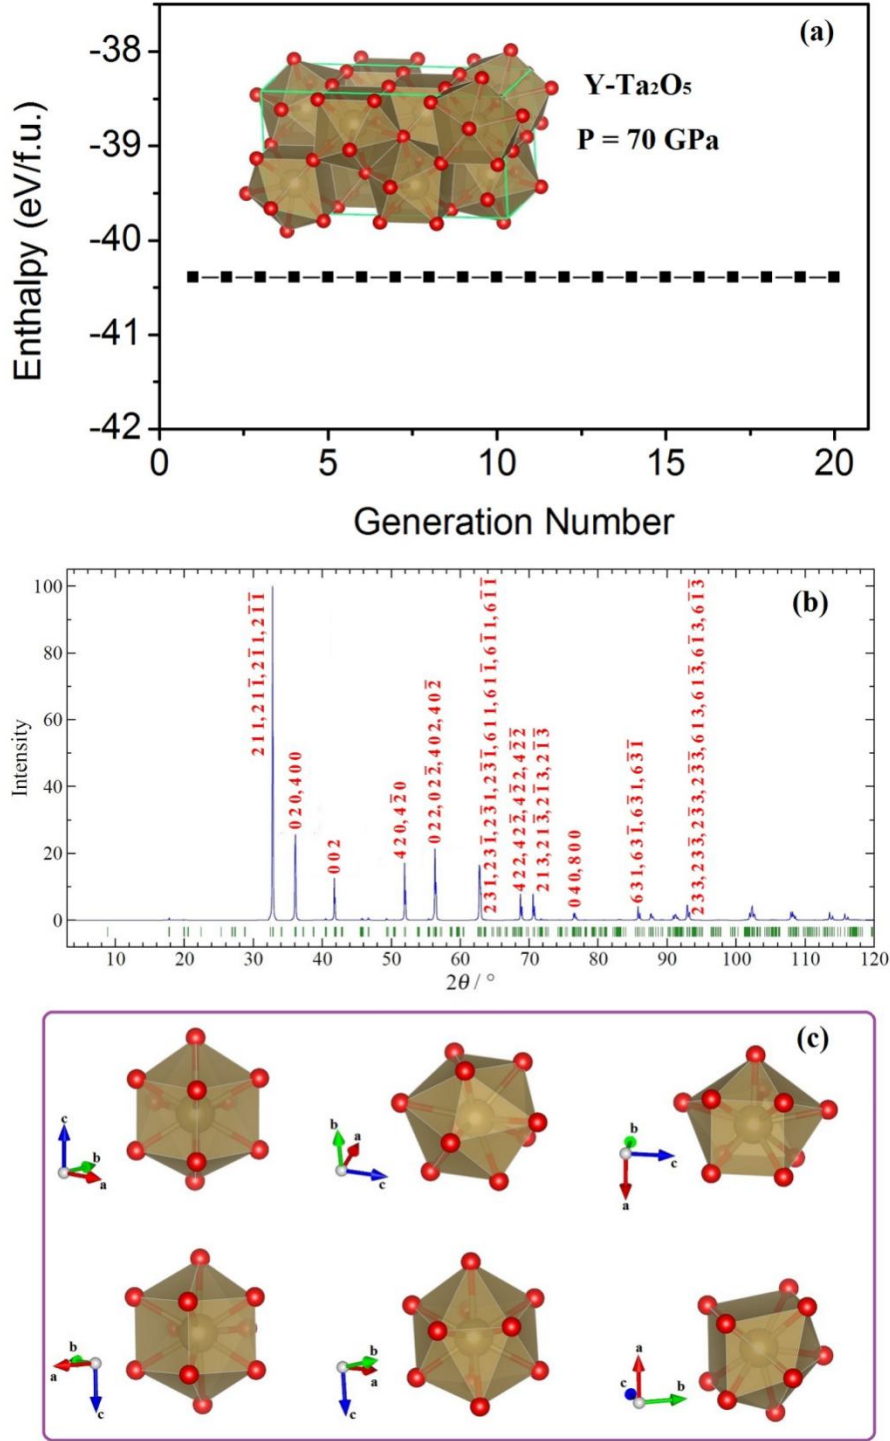 (a)
Y-Ta₂O₅
P = 70 GPa
Enthalpy (eV/f.u.)
-38
-39
-40
-41
-42
0 5 10 15 20
Generation Number
(b)
Intensity
100
80
60
40
20
0
2 1 1, 2 1 1̄, 2 1̄ 1, 2 1̄ 1̄
0 2 0, 4 0 0
0 0 2
4 2 0, 4 2̄ 0
0 2 2, 0 2 2̄, 4 0 2, 4 0 2̄
2 3 1, 2 3 1̄, 2 3̄ 1, 2 3̄ 1̄, 6 1 1, 6 1 1̄, 6 1̄ 1, 6 1̄ 1̄
4 2 2, 4 2 2̄, 4 2̄ 2, 4 2̄ 2̄
2 1 3, 2 1 3̄, 2 1̄ 3, 2 1̄ 3̄
0 4 0, 8 0 0
6 3 1, 6 3 1̄, 6 3̄ 1, 6 3̄ 1̄
2 3 3, 2 3 3̄, 2 3̄ 3, 2 3̄ 3̄, 6 1 3, 6 1 3̄, 6 1̄ 3, 6 1̄ 3̄
10 20 30 40 50 60 70 80 90 100 110 120
2θ / °
(c)
c
b
a
b
a
c
b
c
a
b
a
c
b
a
c
a
c
b